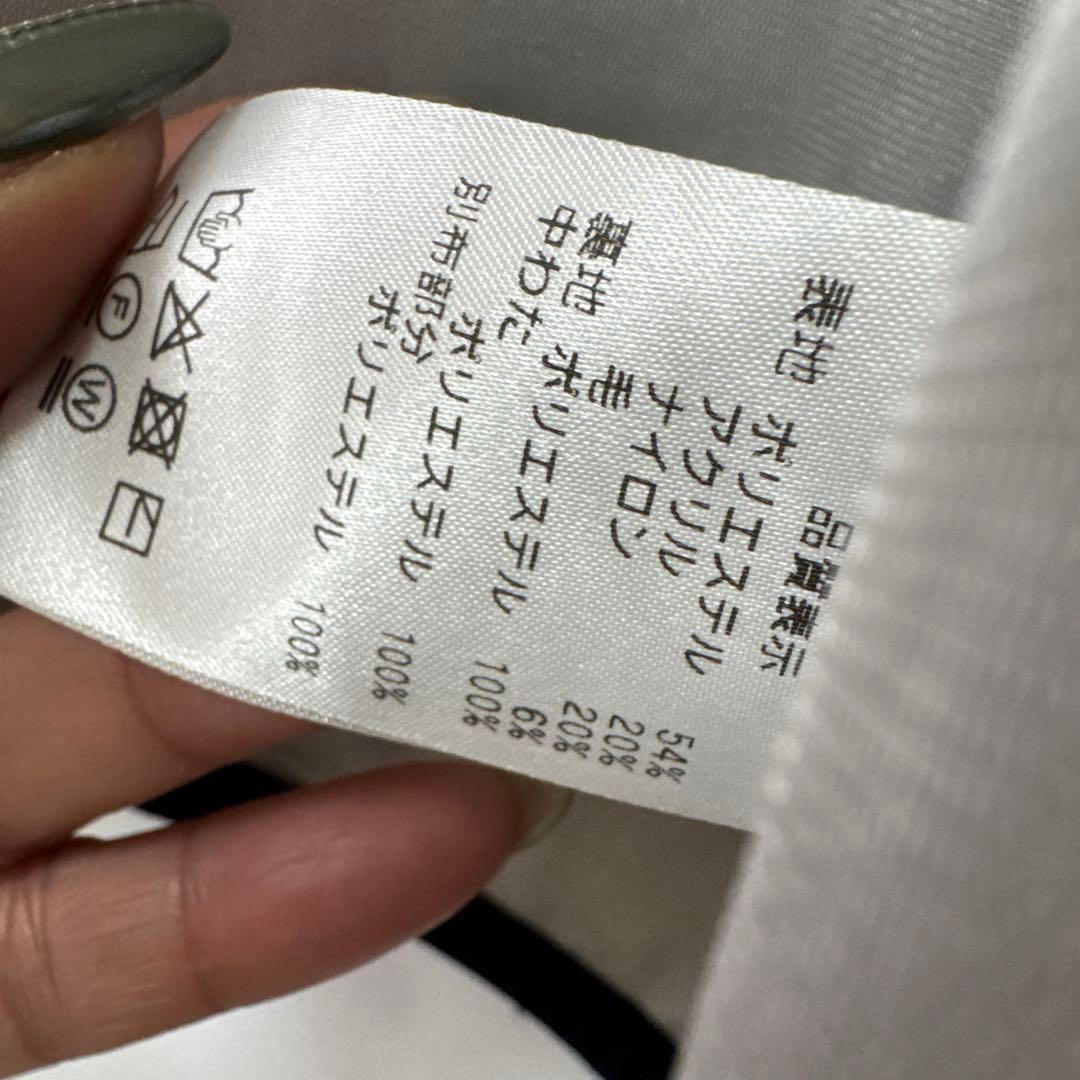 品質表示
表地 ポリエステル 54%
アクリル 20%
ナイロン 20%
毛 6%
裏地 ポリエステル 100%
中わた
ポリエステル 100%
別布部分
ポリエステル 100%
F W